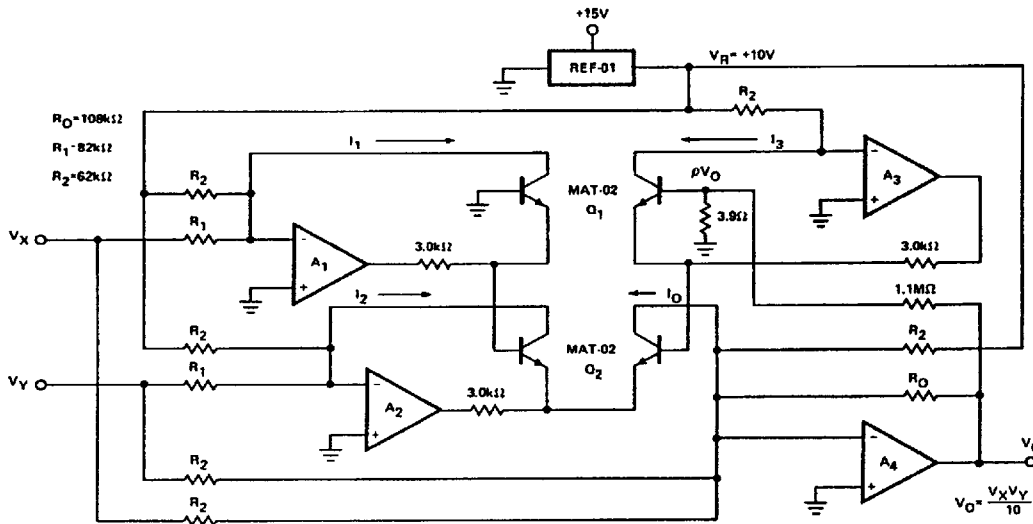 +15V
REF-01
V_R = +10V
R_O=108kΩ
R_1-82kΩ
R_2=62kΩ
R_2
I_1
I_3
R_2
R_1
V_X
MAT-02
Q_1
ρV_O
3.9Ω
A_3
A_1
3.0kΩ
3.0kΩ
1.1MΩ
I_2
I_O
R_2
R_2
R_1
V_Y
MAT-02
Q_2
R_O
A_2
3.0kΩ
A_4
R_2
R_2
V_O = V_XV_Y/10